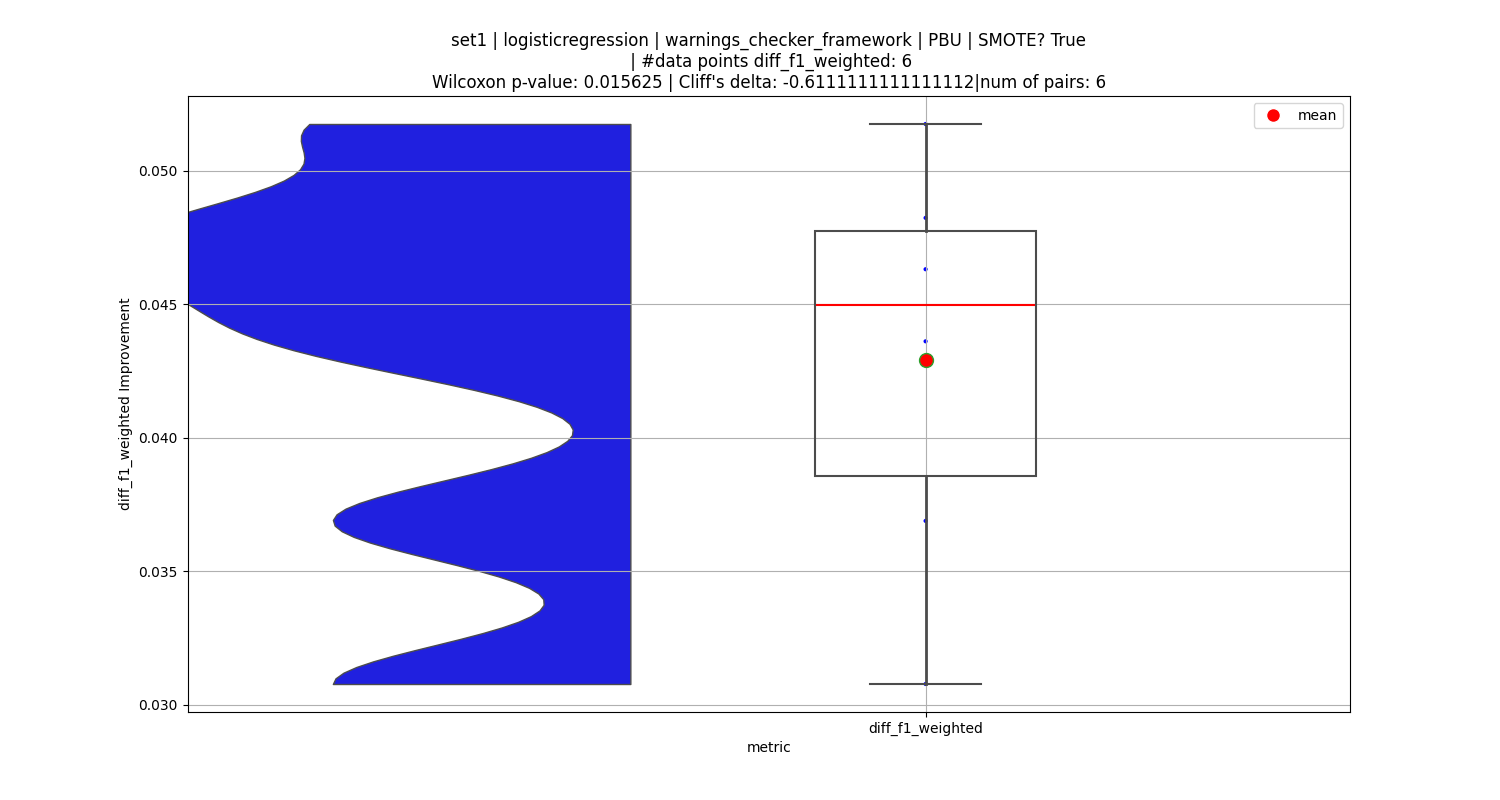 set1 | logisticregression | warnings_checker_framework | PBU | SMOTE? True
| #data points diff_f1_weighted: 6
Wilcoxon p-value: 0.015625 | Cliff's delta: -0.6111111111111112|num of pairs: 6
mean
0.050
0.045
0.040
0.035
0.030
diff_f1_weighted Improvement
diff_f1_weighted
metric